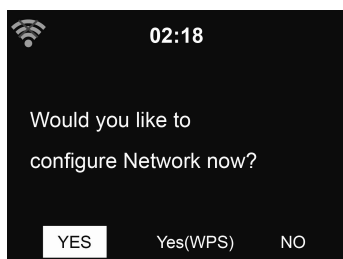 02:18
Would you like to
configure Network now?
YES Yes(WPS) NO